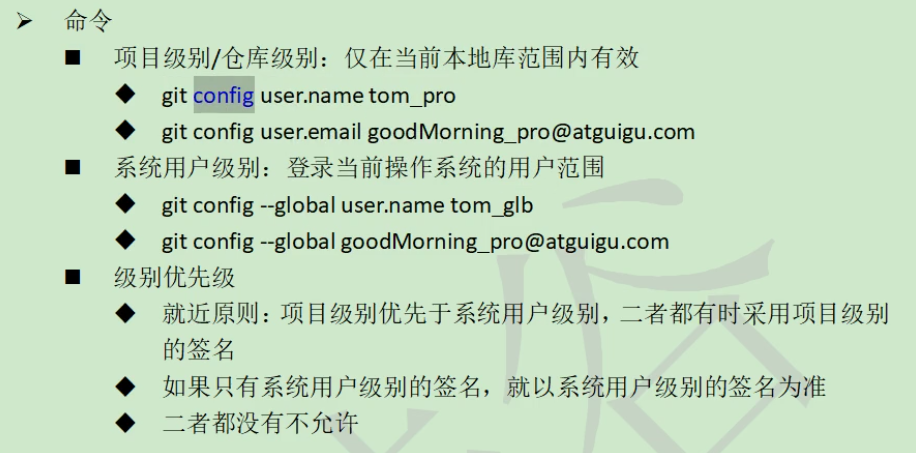 ➢ 命令
■ 项目级别/仓库级别：仅在当前本地库范围内有效
◆ git config user.name tom_pro
◆ git config user.email goodMorning_pro@atguigu.com
■ 系统用户级别：登录当前操作系统的用户范围
◆ git config --global user.name tom_glb
◆ git config --global goodMorning_pro@atguigu.com
■ 级别优先级
◆ 就近原则：项目级别优先于系统用户级别，二者都有时采用项目级别
的签名
◆ 如果只有系统用户级别的签名，就以系统用户级别的签名为准
◆ 二者都没有不允许